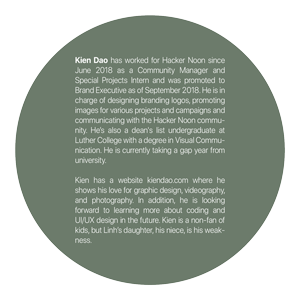 Kien Dao has worked for Hacker Noon since
June 2018 as a Community Manager and
Special Projects Intern and was promoted to
Brand Executive as of September 2018. He is in
charge of designing branding logos, promoting
images for various projects and campaigns and
communicating with the Hacker Noon commu-
nity. He's also a dean's list undergraduate at
Luther College with a degree in Visual Commu-
nication. He is currently taking a gap year from
university.
Kien has a website kiendao.com where he
shows his love for graphic design, videography,
and photography. In addition, he is looking
forward to learning more about coding and
UI/UX design in the future. Kien is a non-fan of
kids, but Linh's daughter, his niece, is his weak-
ness.